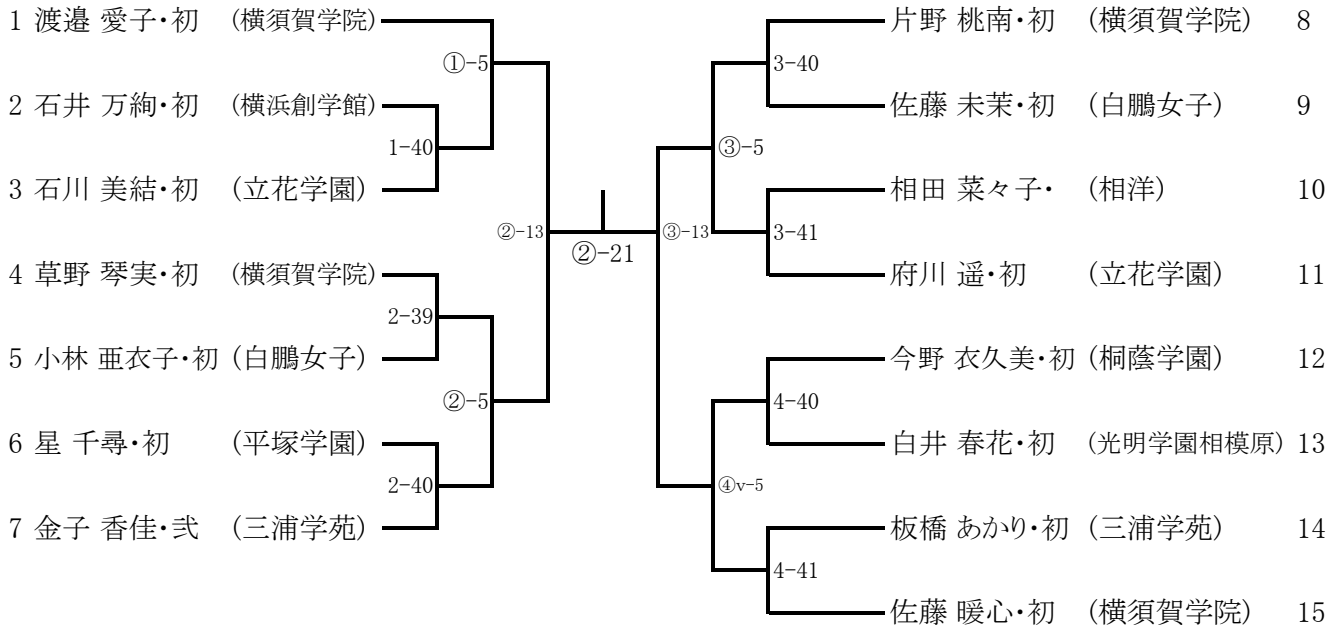 1 渡邉 愛子・初 (横須賀学院)
①-5
2 石井 万絢・初 (横浜創学館)
1-40
3 石川 美結・初 (立花学園)
②-13
4 草野 琴実・初 (横須賀学院)
2-39
5 小林 亜衣子・初 (白鵬女子)
②-5
6 星 千尋・初 (平塚学園)
2-40
7 金子 香佳・弐 (三浦学苑)
②-21
片野 桃南・初 (横須賀学院) 8
3-40
佐藤 未茉・初 (白鵬女子) 9
③-5
相田 菜々子・ (相洋) 10
③-13
3-41
府川 遥・初 (立花学園) 11
今野 衣久美・初 (桐蔭学園) 12
4-40
白井 春花・初 (光明学園相模原) 13
④v-5
板橋 あかり・初 (三浦学苑) 14
4-41
佐藤 暖心・初 (横須賀学院) 15